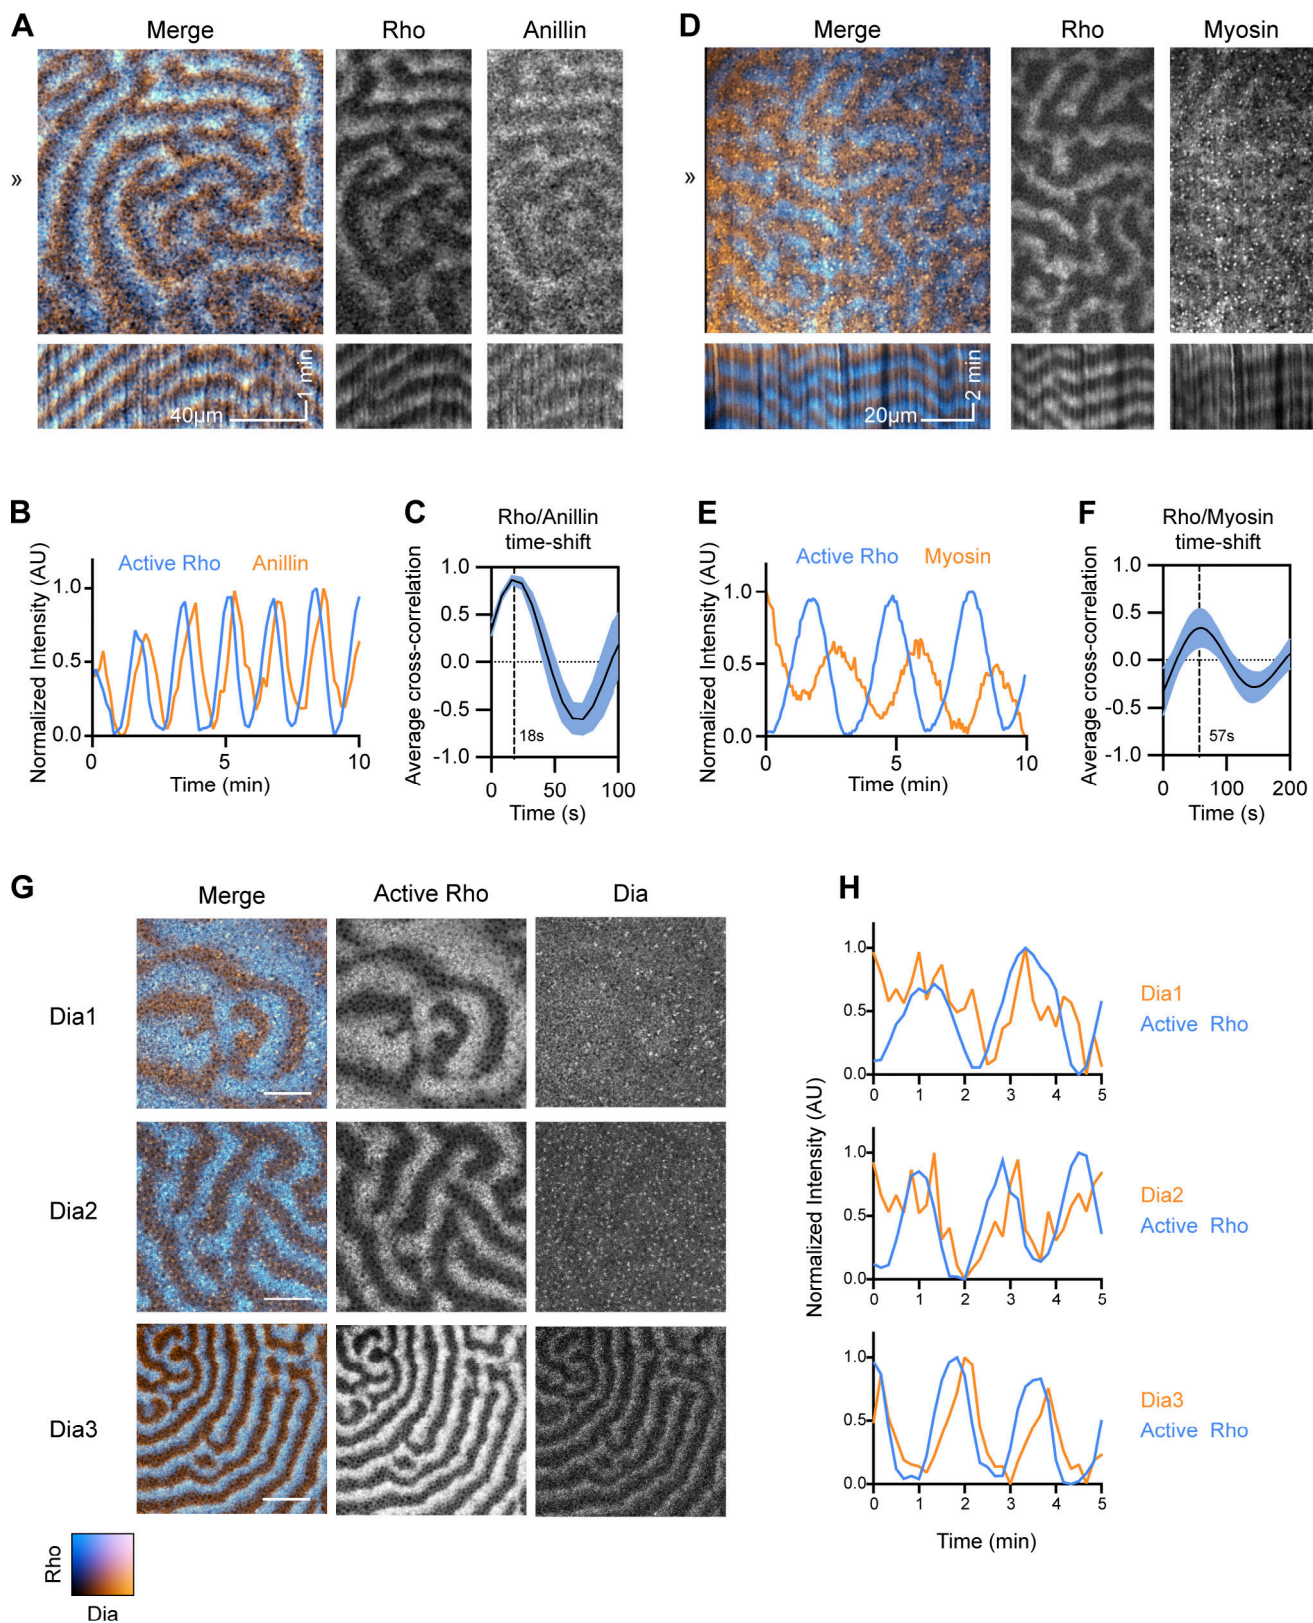 A
Merge
Rho
Anillin
»
40µm
1 min
D
Merge
Rho
Myosin
»
20µm
2 min
B
Active Rho
Anillin
Normalized Intensity (AU)
1.0
0.5
0.0
0
5
10
Time (min)
C
Rho/Anillin
time-shift
Average cross-correlation
1.0
0.5
0.0
-0.5
-1.0
18s
0
50
100
Time (s)
E
Active Rho
Myosin
Normalized Intensity (AU)
1.0
0.5
0.0
0
5
10
Time (min)
F
Rho/Myosin
time-shift
Average cross-correlation
1.0
0.5
0.0
-0.5
-1.0
57s
0
100
200
Time (s)
G
Merge
Active Rho
Dia
Dia1
Dia2
Dia3
Rho
Dia
H
Normalized Intensity (AU)
1.0
0.5
0.0
0 1 2 3 4 5
Dia1
Active Rho
1.0
0.5
0.0
0 1 2 3 4 5
Dia2
Active Rho
1.0
0.5
0.0
0 1 2 3 4 5
Dia3
Active Rho
Time (min)